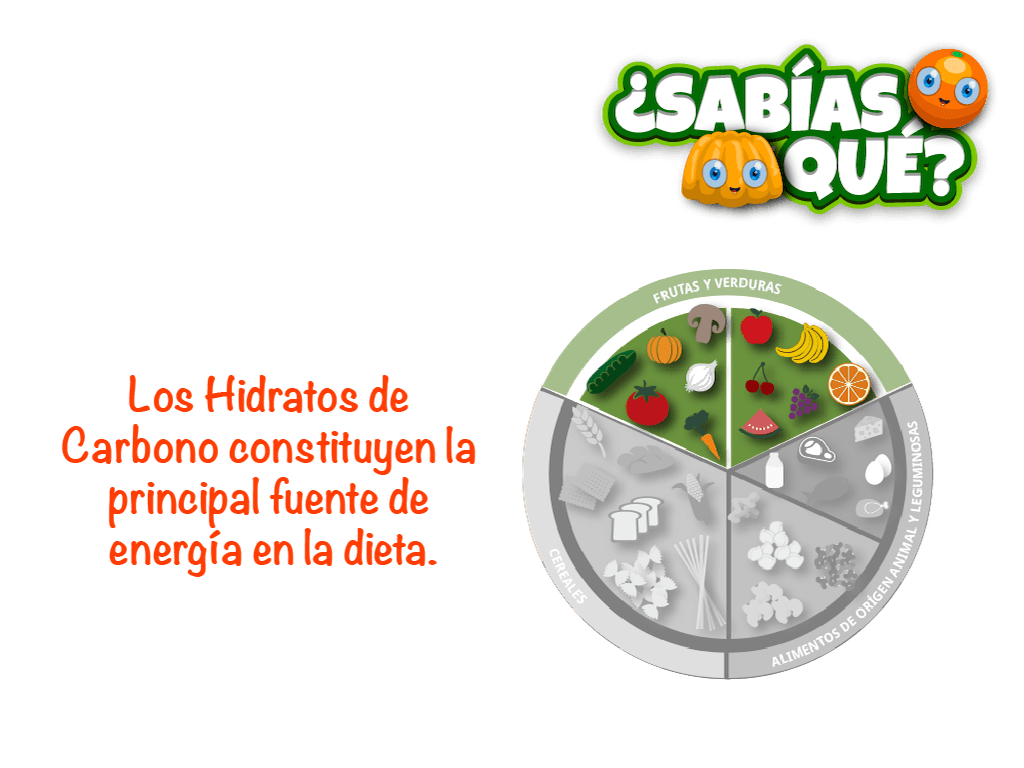 ¿SABÍAS
QUÉ?
FRUTAS Y VERDURAS
Los Hidratos de
Carbono constituyen la
principal fuente de
energía en la dieta.
CEREALES
ALIMENTOS DE ORÍGEN ANIMAL Y LEGUMINOSAS